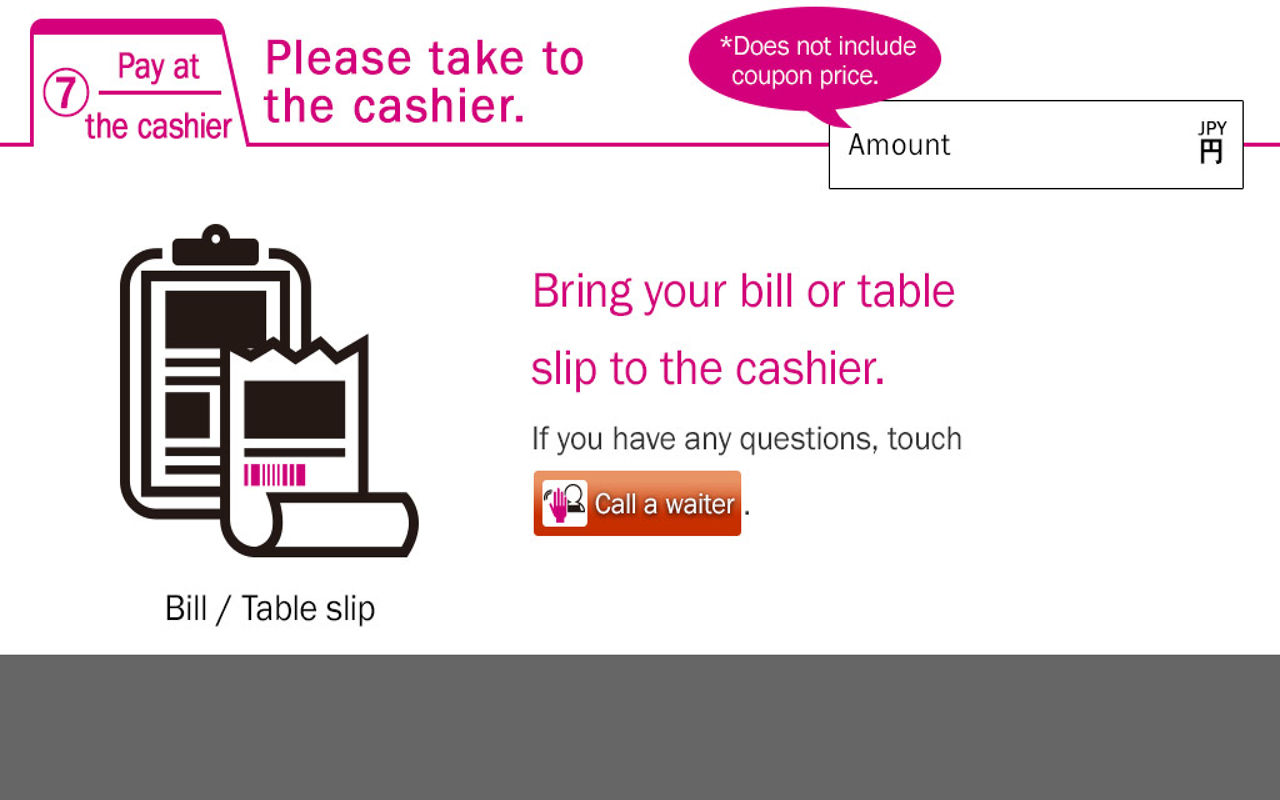 ⑦
Pay at
the cashier
Please take to
the cashier.
*Does not include
coupon price.
Amount
JPY
円
Bring your bill or table
slip to the cashier.
If you have any questions, touch
Call a waiter .
Bill / Table slip